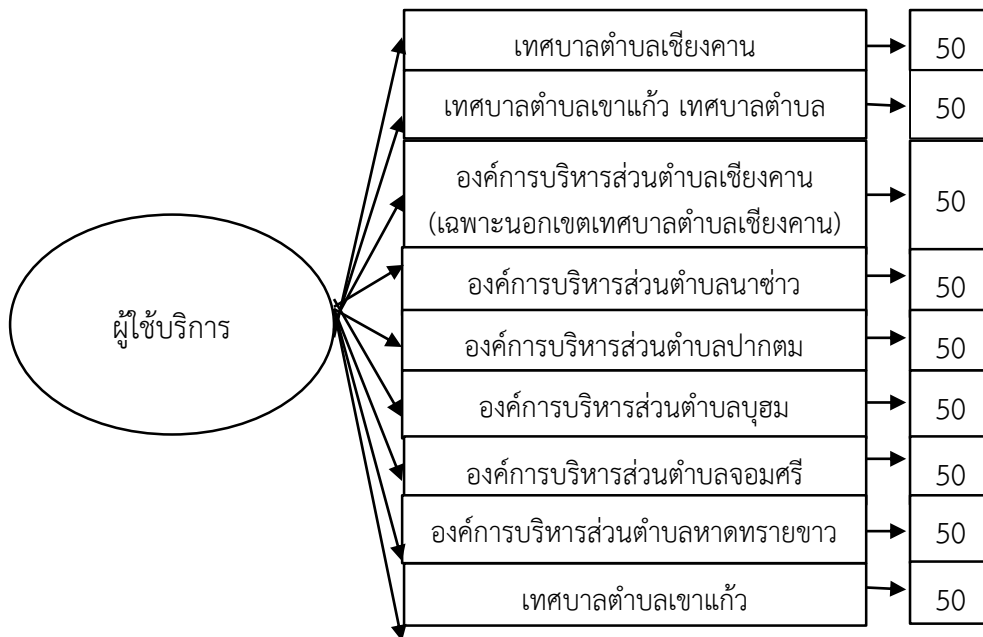 เทศบาลตำบลเชียงคาน 50
เทศบาลตำบลเขาแก้ว เทศบาลตำบล 50
องค์การบริหารส่วนตำบลเชียงคาน
(เฉพาะนอกเขตเทศบาลตำบลเชียงคาน) 50
องค์การบริหารส่วนตำบลนาซ่าว 50
ผู้ใช้บริการ
องค์การบริหารส่วนตำบลปากตม 50
องค์การบริหารส่วนตำบลบุฮม 50
องค์การบริหารส่วนตำบลจอมศรี 50
องค์การบริหารส่วนตำบลหาดทรายขาว 50
เทศบาลตำบลเขาแก้ว 50